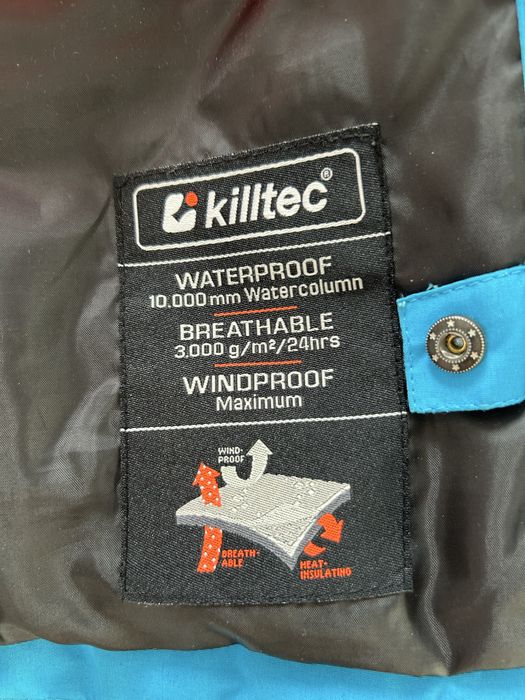 killtec®
WATERPROOF
10.000 mm Watercolumn
BREATHABLE
3.000 g/m²/24hrs
WINDPROOF
Maximum
WIND-
PROOF
BREATH-
ABLE
HEAT-
INSULATING